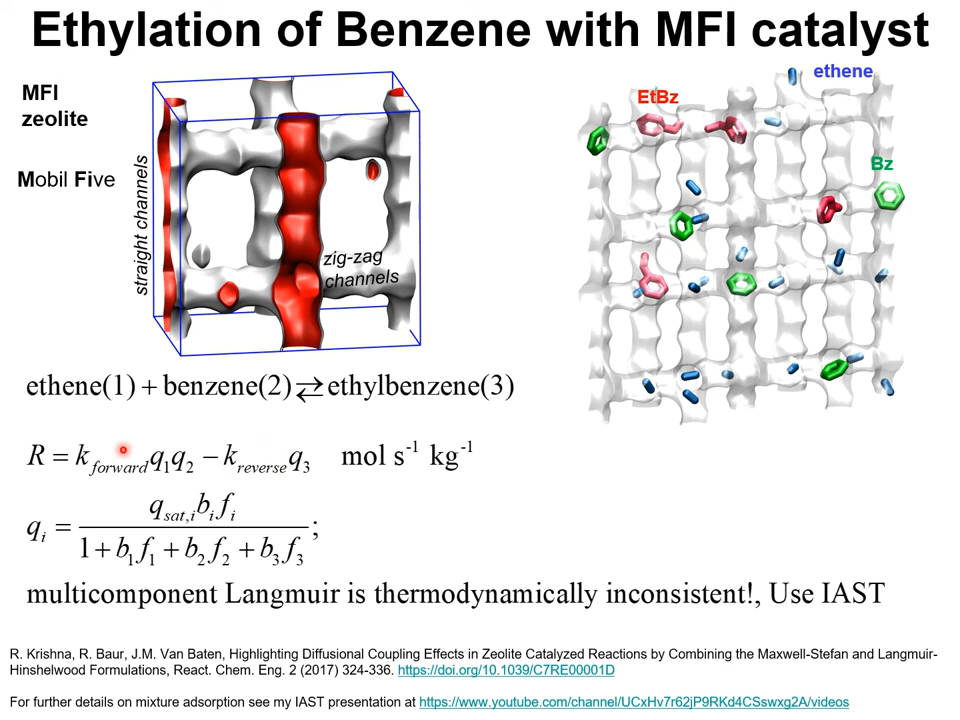 Ethylation of Benzene with MFI catalyst
MFI
zeolite
Mobil Five
straight channels
zig-zag
channels
ethene
EtBz
Bz
ethene(1) + benzene(2) ⇄ ethylbenzene(3)
R = k_forward q_1 q_2 − k_reverse q_3   mol s^-1 kg^-1
q_i = q_sat,i b_i f_i / (1 + b_1 f_1 + b_2 f_2 + b_3 f_3);
multicomponent Langmuir is thermodynamically inconsistent!, Use IAST
R. Krishna, R. Baur, J.M. Van Baten, Highlighting Diffusional Coupling Effects in Zeolite Catalyzed Reactions by Combining the Maxwell-Stefan and Langmuir-
Hinshelwood Formulations, React. Chem. Eng. 2 (2017) 324-336. https://doi.org/10.1039/C7RE00001D
For further details on mixture adsorption see my IAST presentation at https://www.youtube.com/channel/UCxHv7r62jP9RKd4CSswxg2A/videos